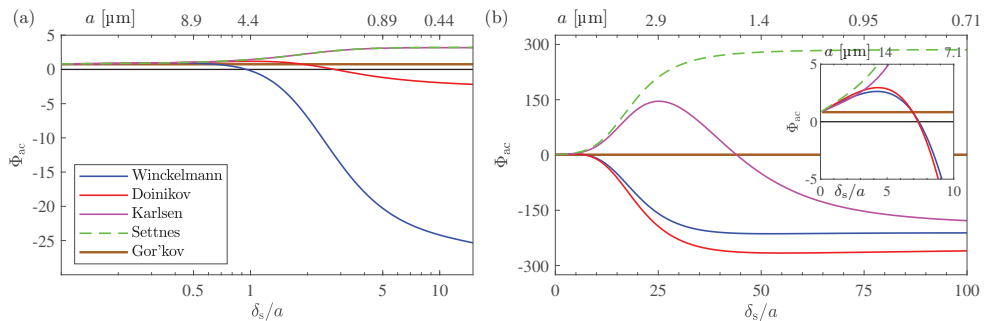 (a)
a [µm] 8.9 4.4 0.89 0.44
5
0
-5
-10
-15
-20
-25
Φac
Winckelmann
Doinikov
Karlsen
Settnes
Gor'kov
0.5 1 5 10
δs/a
(b)
a [µm] 2.9 1.4 0.95 0.71
300
150
0
-150
-300
Φac
0 25 50 75 100
δs/a
a [µm] 14 7.1
5
0
-5
Φac
0 5 10
δs/a